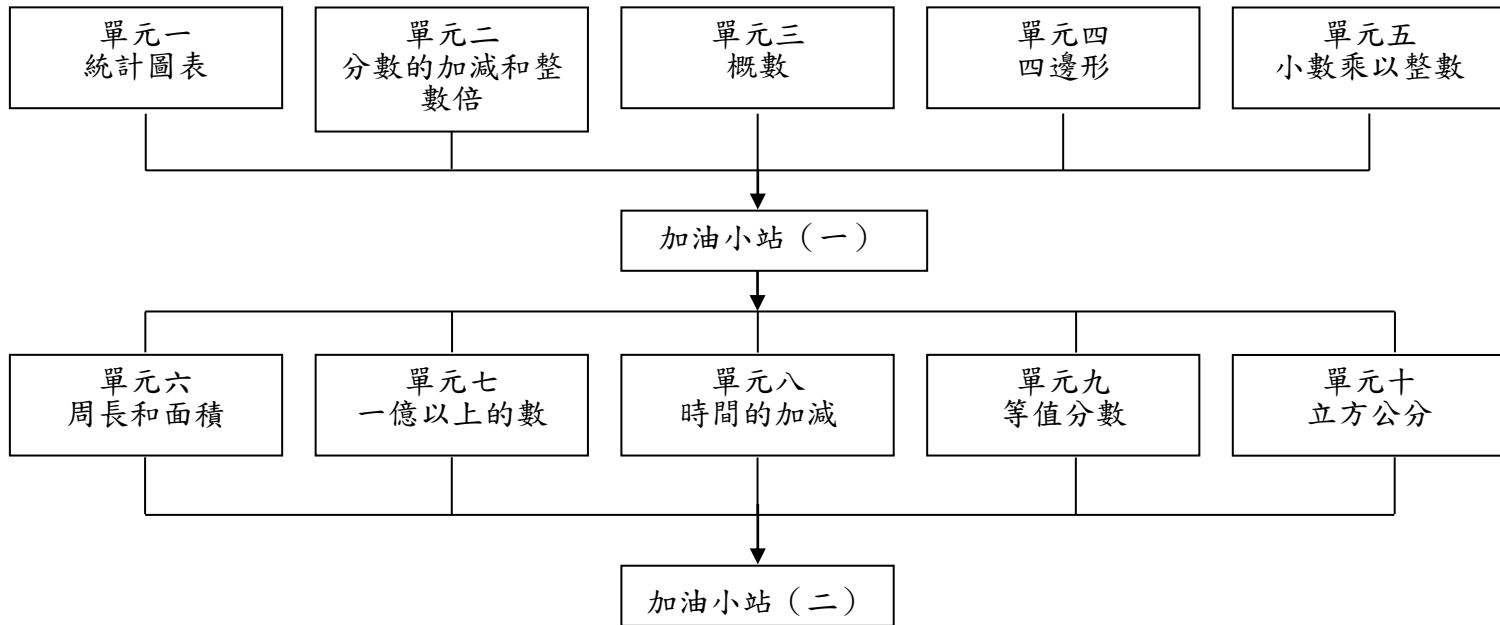 單元一
統計圖表
單元二
分數的加減和整
數倍
單元三
概數
單元四
四邊形
單元五
小數乘以整數
加油小站（一）
單元六
周長和面積
單元七
一億以上的數
單元八
時間的加減
單元九
等值分數
單元十
立方公分
加油小站（二）